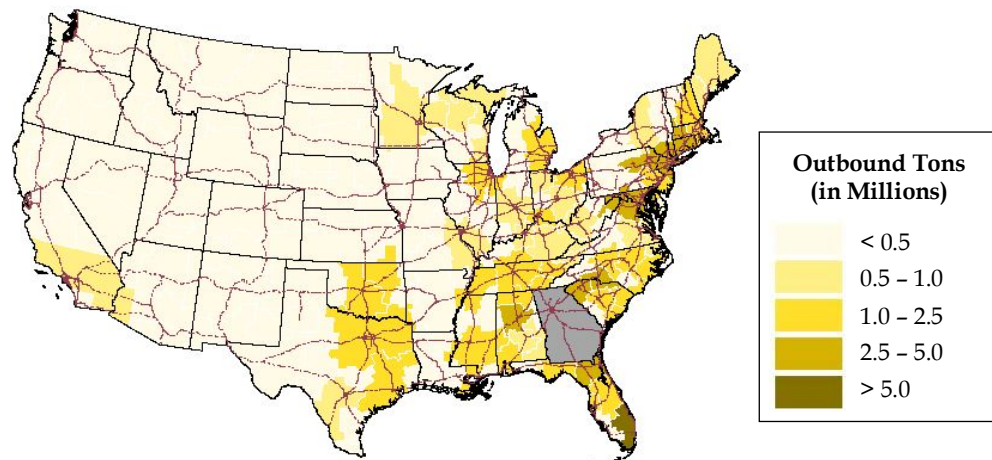 Outbound Tons
(in Millions)
< 0.5
0.5 – 1.0
1.0 – 2.5
2.5 – 5.0
> 5.0